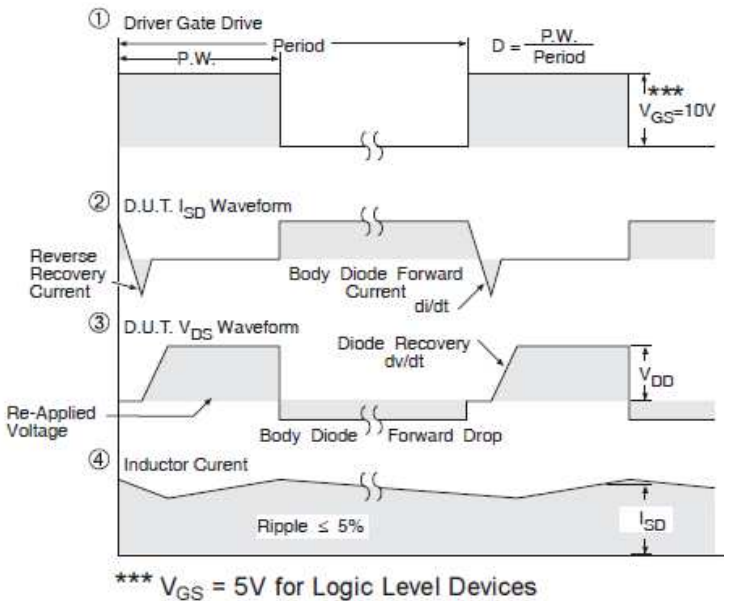 ① Driver Gate Drive
P.W.
Period
D = P.W.
Period
***
VGS=10V
② D.U.T. ISD Waveform
Reverse
Recovery
Current
Body Diode Forward
Current
di/dt
③ D.U.T. VDS Waveform
Diode Recovery
dv/dt
VDD
Re-Applied
Voltage
Body Diode Forward Drop
④ Inductor Curent
Ripple ≤ 5%
ISD
*** VGS = 5V for Logic Level Devices